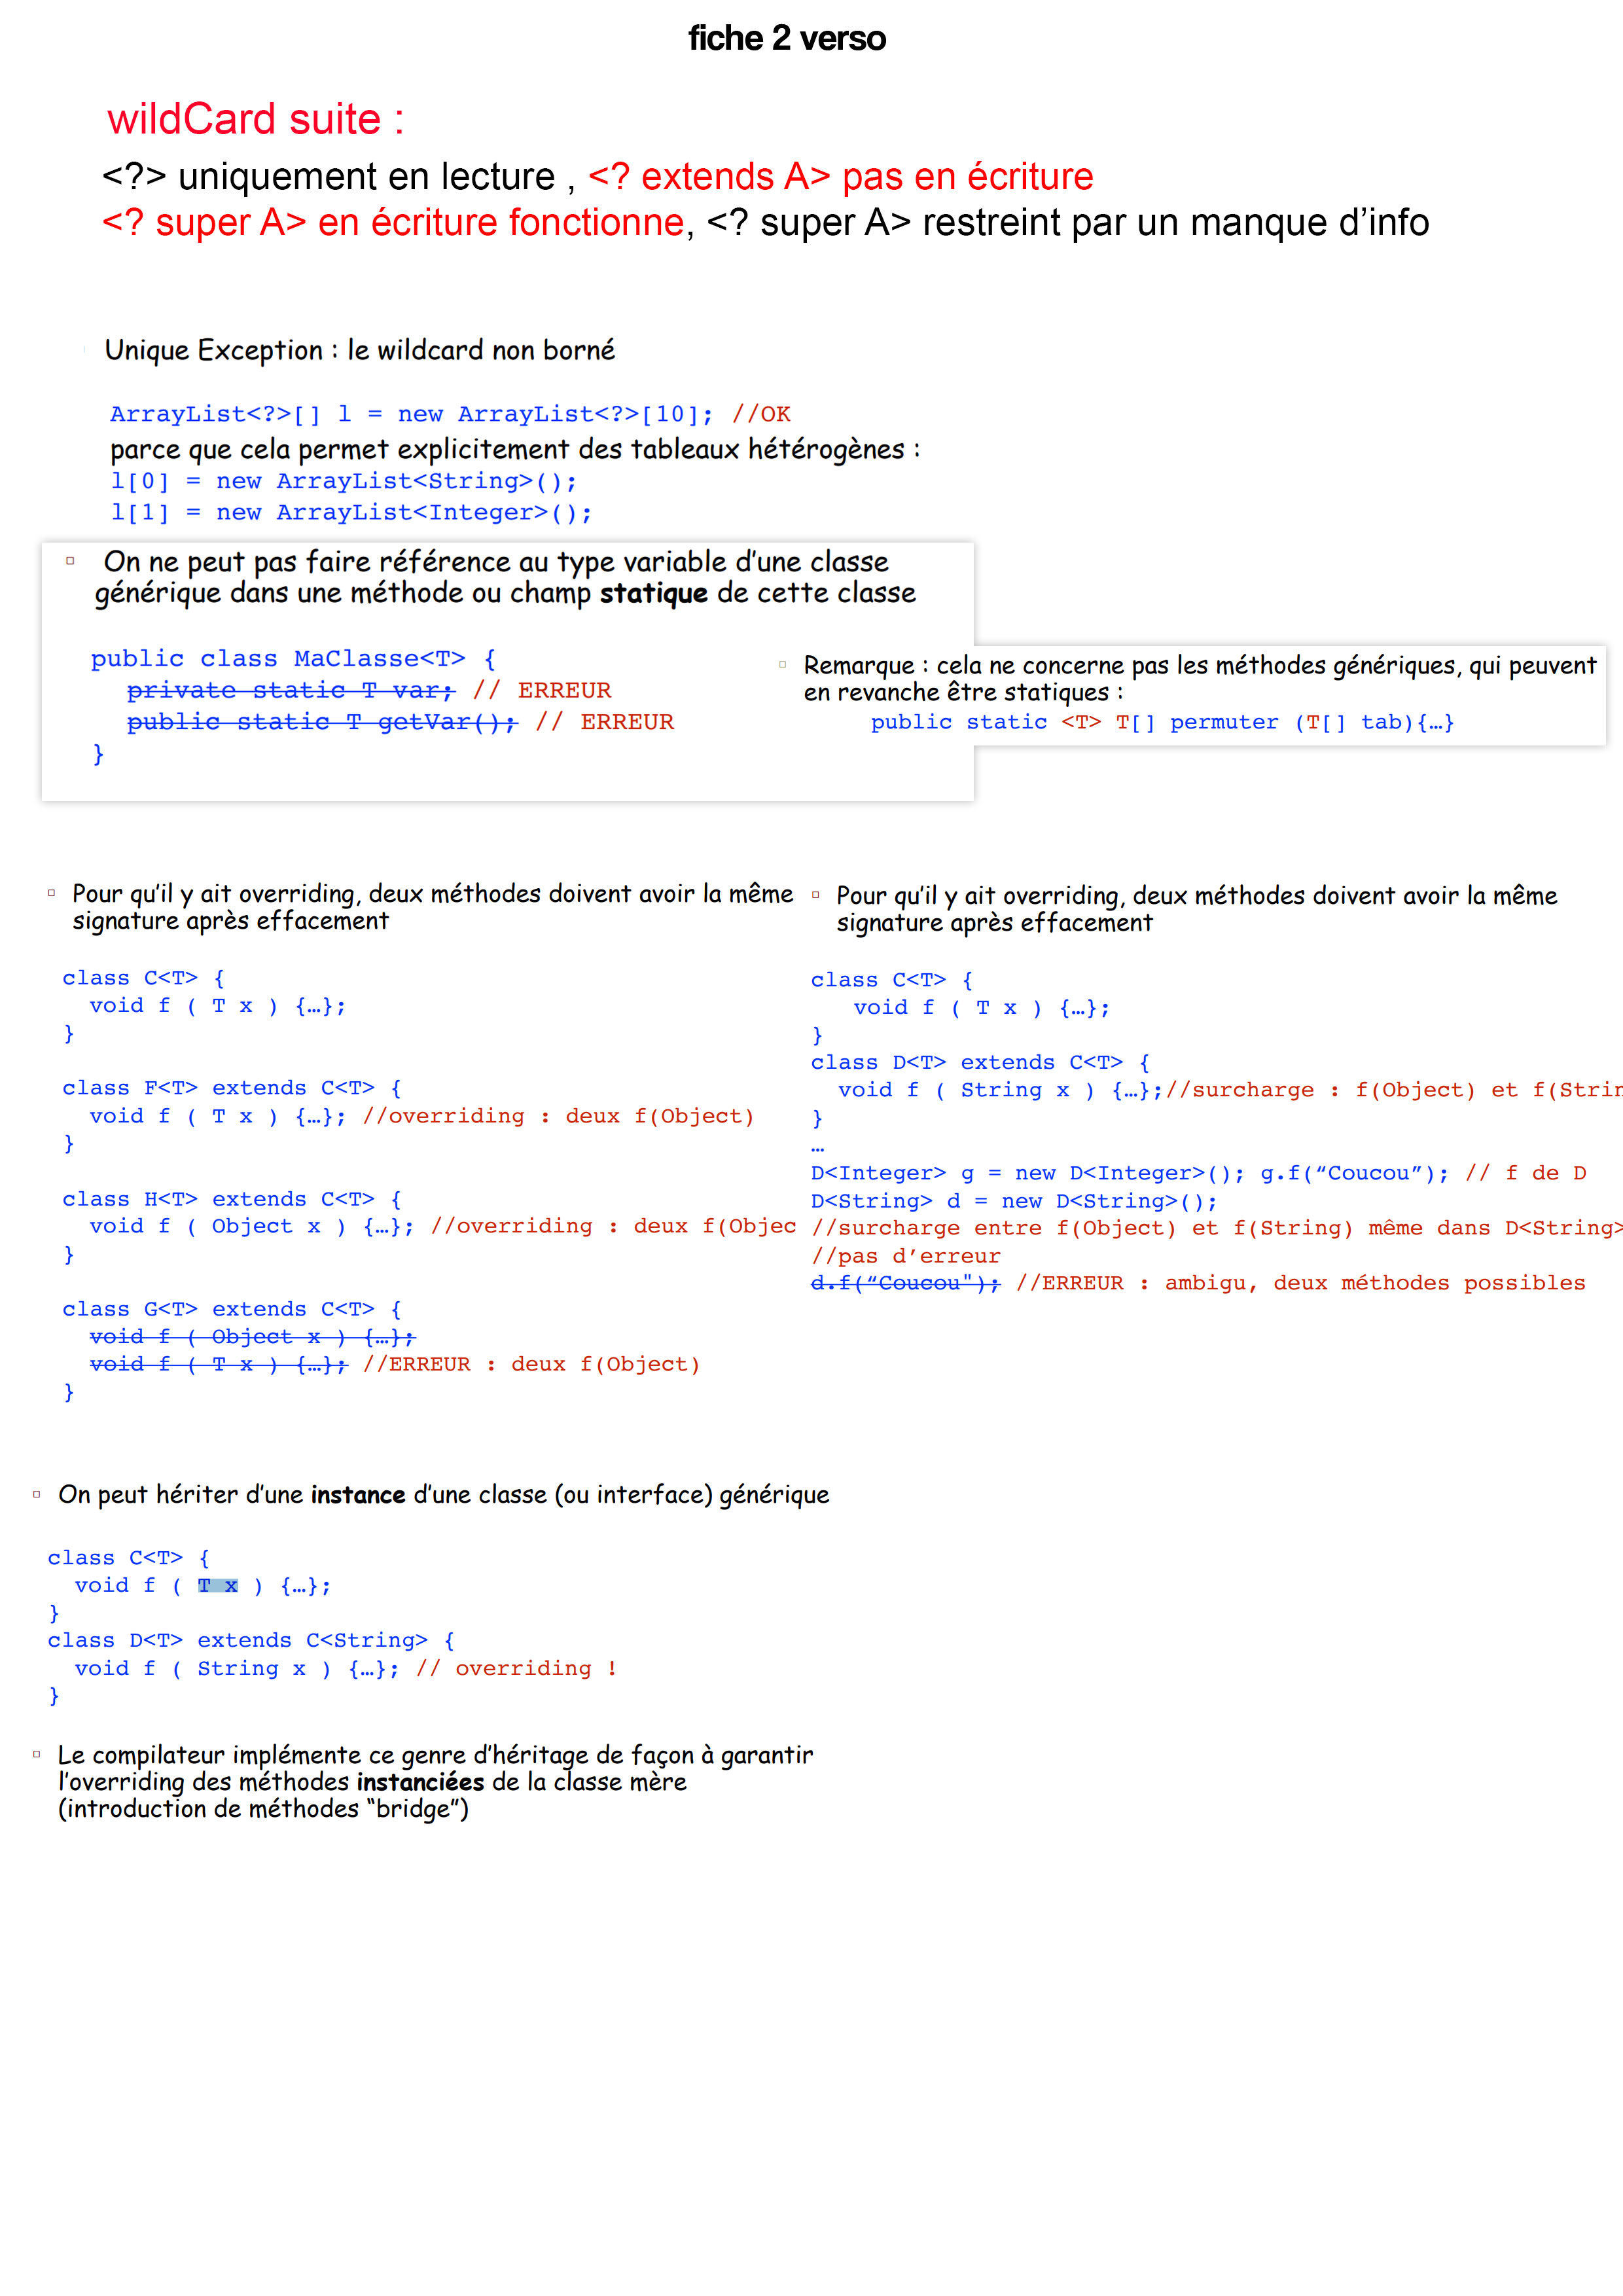 fiche 2 verso
wildCard suite :
<?> uniquement en lecture , <? extends A> pas en écriture
<? super A> en écriture fonctionne, <? super A> restreint par un manque d’info
Unique Exception : le wildcard non borné
ArrayList<?>[] l = new ArrayList<?>[10]; //OK
parce que cela permet explicitement des tableaux hétérogènes :
l[0] = new ArrayList<String>();
l[1] = new ArrayList<Integer>();
On ne peut pas faire référence au type variable d’une classe
générique dans une méthode ou champ statique de cette classe
public class MaClasse<T> {
private static T var; // ERREUR
public static T getVar(); // ERREUR
}
Remarque : cela ne concerne pas les méthodes génériques, qui peuvent
en revanche être statiques :
public static <T> T[] permuter (T[] tab){…}
Pour qu’il y ait overriding, deux méthodes doivent avoir la même
signature après effacement
class C<T> {
void f ( T x ) {…};
}
class F<T> extends C<T> {
void f ( T x ) {…}; //overriding : deux f(Object)
}
class H<T> extends C<T> {
void f ( Object x ) {…}; //overriding : deux f(Objec
}
class G<T> extends C<T> {
void f ( Object x ) {…};
void f ( T x ) {…}; //ERREUR : deux f(Object)
}
Pour qu’il y ait overriding, deux méthodes doivent avoir la même
signature après effacement
class C<T> {
void f ( T x ) {…};
}
class D<T> extends C<T> {
void f ( String x ) {…};//surcharge : f(Object) et f(Strin
}
…
D<Integer> g = new D<Integer>(); g.f(“Coucou”); // f de D
D<String> d = new D<String>();
//surcharge entre f(Object) et f(String) même dans D<String>
//pas d’erreur
d.f(“Coucou"); //ERREUR : ambigu, deux méthodes possibles
On peut hériter d’une instance d’une classe (ou interface) générique
class C<T> {
void f ( T x ) {…};
}
class D<T> extends C<String> {
void f ( String x ) {…}; // overriding !
}
Le compilateur implémente ce genre d’héritage de façon à garantir
l’overriding des méthodes instanciées de la classe mère
(introduction de méthodes “bridge”)